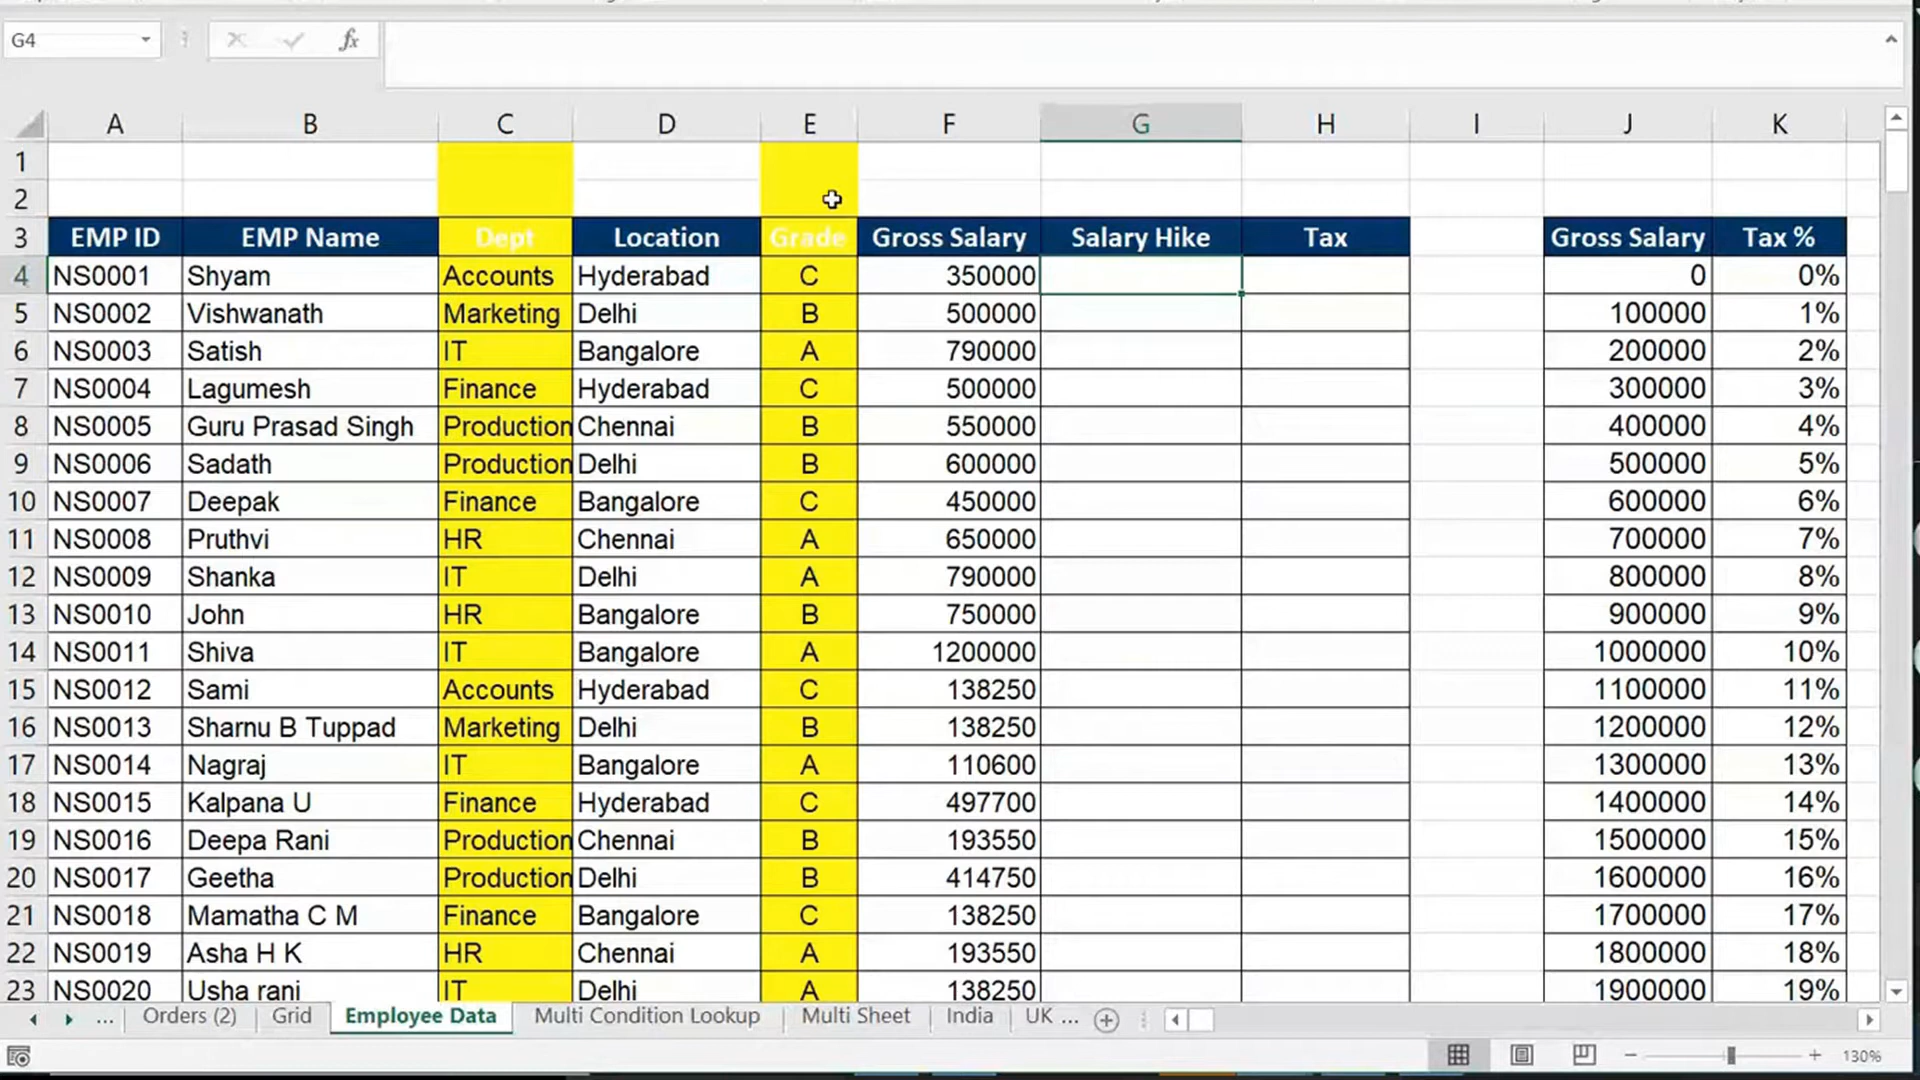 G4 fx
A B C D E F G H I J K
1
2
3 EMP ID EMP Name Dept Location Grade Gross Salary Salary Hike Tax Gross Salary Tax %
4 NS0001 Shyam Accounts Hyderabad C 350000 0 0%
5 NS0002 Vishwanath Marketing Delhi B 500000 100000 1%
6 NS0003 Satish IT Bangalore A 790000 200000 2%
7 NS0004 Lagumesh Finance Hyderabad C 500000 300000 3%
8 NS0005 Guru Prasad Singh Production Chennai B 550000 400000 4%
9 NS0006 Sadath Production Delhi B 600000 500000 5%
10 NS0007 Deepak Finance Bangalore C 450000 600000 6%
11 NS0008 Pruthvi HR Chennai A 650000 700000 7%
12 NS0009 Shanka IT Delhi A 790000 800000 8%
13 NS0010 John HR Bangalore B 750000 900000 9%
14 NS0011 Shiva IT Bangalore A 1200000 1000000 10%
15 NS0012 Sami Accounts Hyderabad C 138250 1100000 11%
16 NS0013 Sharnu B Tuppad Marketing Delhi B 138250 1200000 12%
17 NS0014 Nagraj IT Bangalore A 110600 1300000 13%
18 NS0015 Kalpana U Finance Hyderabad C 497700 1400000 14%
19 NS0016 Deepa Rani Production Chennai B 193550 1500000 15%
20 NS0017 Geetha Production Delhi B 414750 1600000 16%
21 NS0018 Mamatha C M Finance Bangalore C 138250 1700000 17%
22 NS0019 Asha H K HR Chennai A 193550 1800000 18%
23 NS0020 Usha rani IT Delhi A 138250 1900000 19%
... Orders (2) Grid Employee Data Multi Condition Lookup Multi Sheet India UK ...
130%